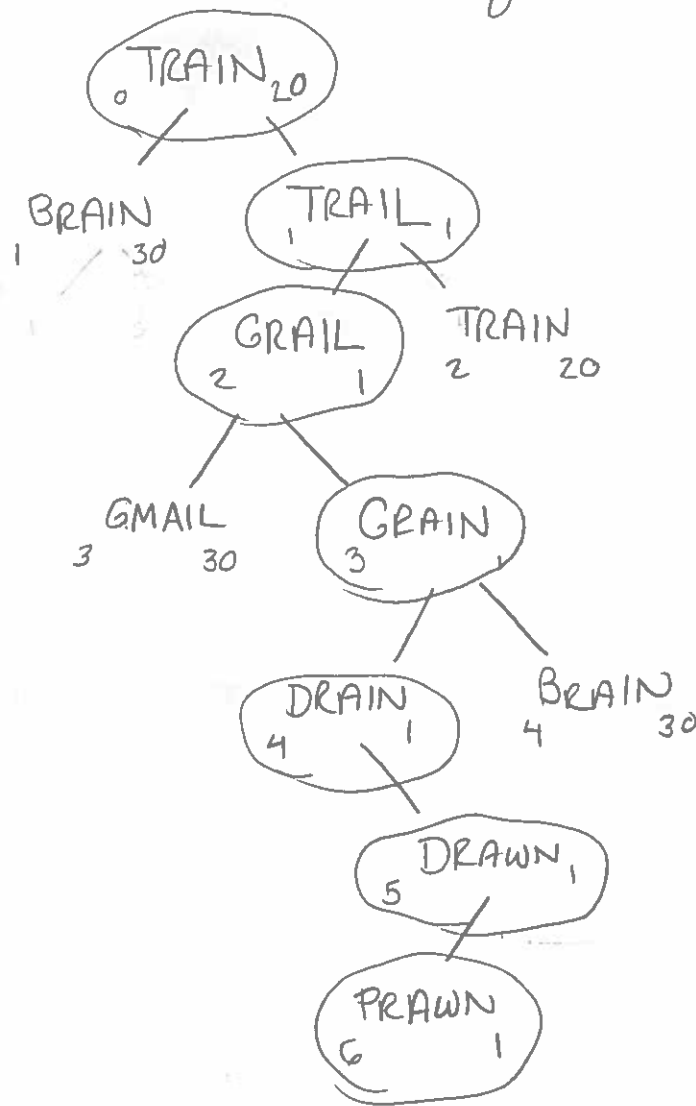 TRAIN
0 20
BRAIN
1 30
TRAIL
1 1
GRAIL
2 1
TRAIN
2 20
GMAIL
3 30
GRAIN
3 1
DRAIN
4 1
BRAIN
4 30
DRAWN
5 1
PRAWN
6 1